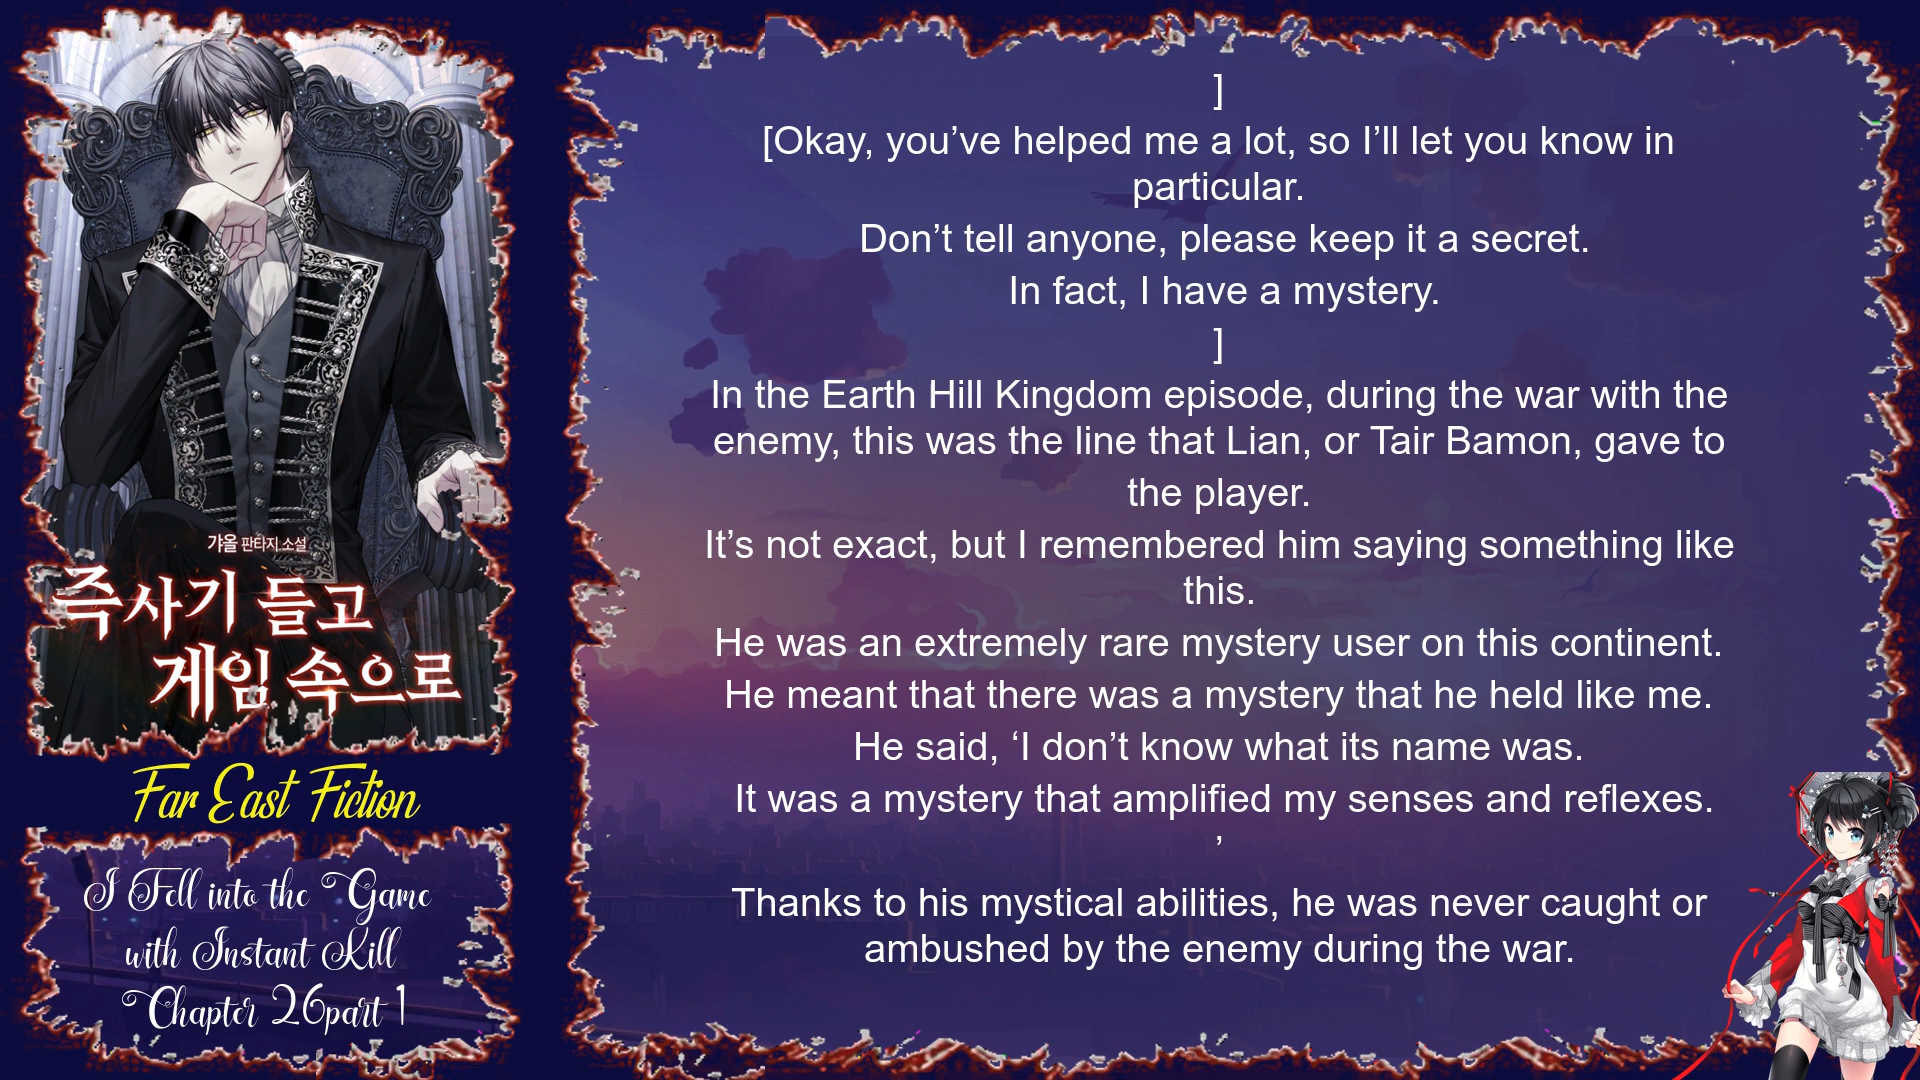 갸올 판타지 소설
즉사기 들고
게임 속으로
Far East Fiction
I Fell into the Game
with Instant Kill
Chapter 26part 1
]
[Okay, you’ve helped me a lot, so I’ll let you know in
particular.
Don’t tell anyone, please keep it a secret.
In fact, I have a mystery.
]
In the Earth Hill Kingdom episode, during the war with the
enemy, this was the line that Lian, or Tair Bamon, gave to
the player.
It’s not exact, but I remembered him saying something like
this.
He was an extremely rare mystery user on this continent.
He meant that there was a mystery that he held like me.
He said, ‘I don’t know what its name was.
It was a mystery that amplified my senses and reflexes.
’
Thanks to his mystical abilities, he was never caught or
ambushed by the enemy during the war.